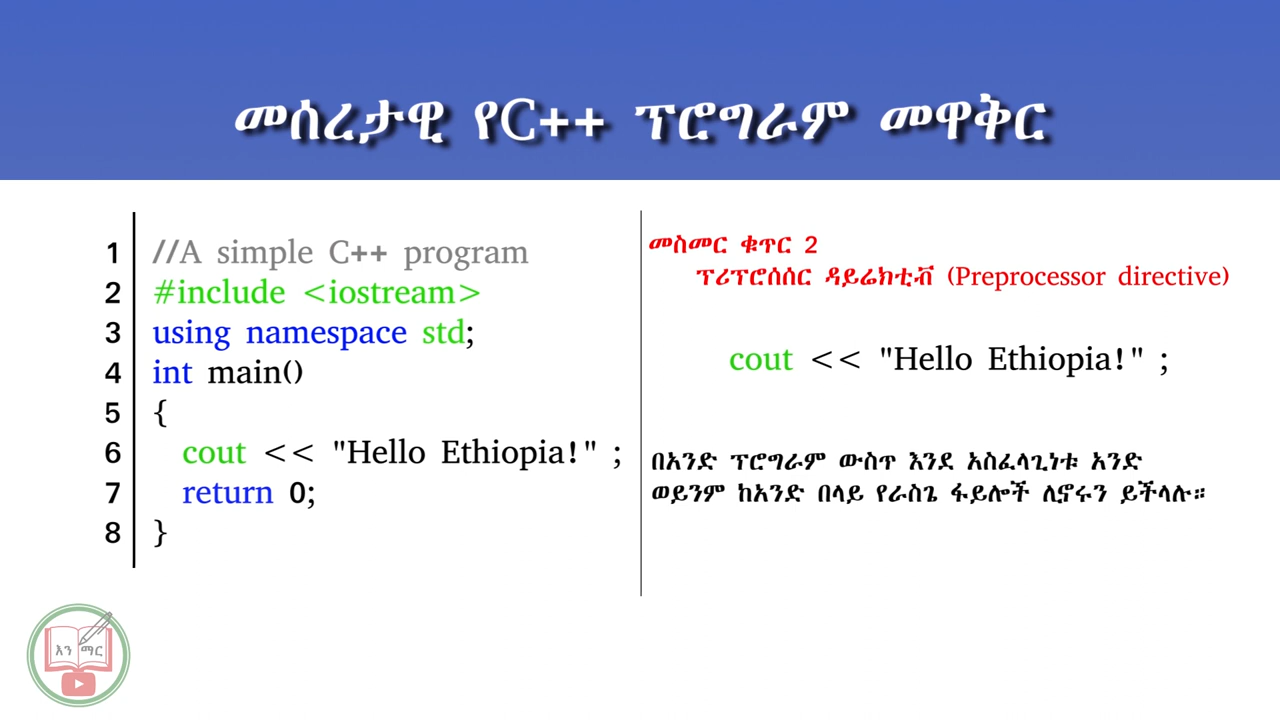 መሰረታዊ የC++ ፕሮግራም መዋቅር
1 //A simple C++ program
2 #include <iostream>
3 using namespace std;
4 int main()
5 {
6 cout << "Hello Ethiopia!" ;
7 return 0;
8 }
መስመር ቁጥር 2
ፕሪፕሮሰሰር ዳይሬክቲቭ (Preprocessor directive)
cout << "Hello Ethiopia!" ;
በአንድ ፕሮግራም ውስጥ እንደ አስፈላጊነቱ አንድ
ወይንም ከአንድ በላይ የራስጌ ፋይሎች ሊኖሩን ይችላሉ።
እን ማር